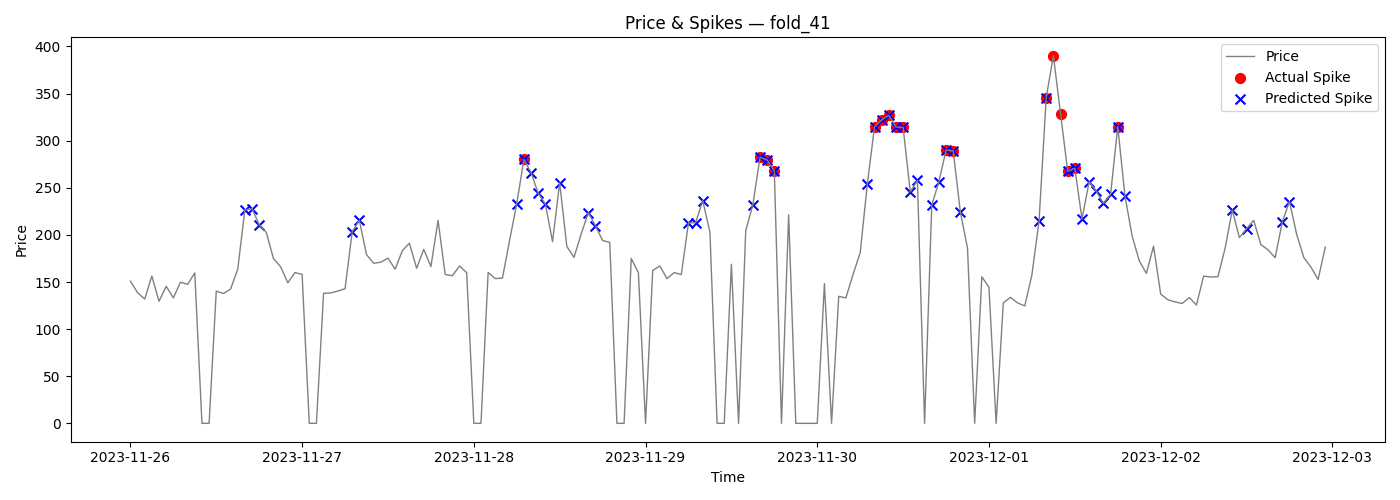 Price & Spikes — fold_41
Price
Actual Spike
Predicted Spike
400
350
300
250
200
150
100
50
0
Price
2023-11-26
2023-11-27
2023-11-28
2023-11-29
2023-11-30
2023-12-01
2023-12-02
2023-12-03
Time